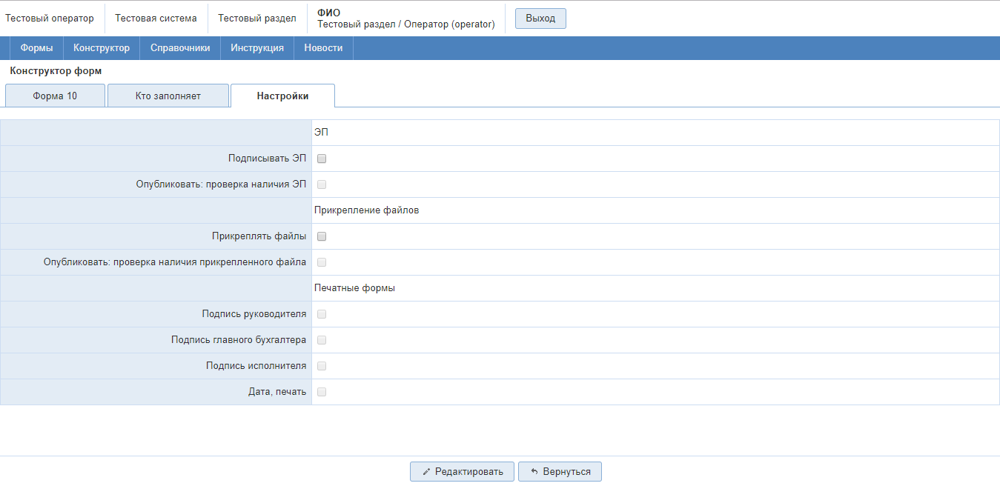 Тестовый оператор
Тестовая система
Тестовый раздел
ФИО
Тестовый раздел / Оператор (operator)
Выход
Формы
Конструктор
Справочники
Инструкция
Новости
Конструктор форм
Форма 10
Кто заполняет
Настройки
ЭП
Подписывать ЭП
Опубликовать: проверка наличия ЭП
Прикрепление файлов
Прикреплять файлы
Опубликовать: проверка наличия прикрепленного файла
Печатные формы
Подпись руководителя
Подпись главного бухгалтера
Подпись исполнителя
Дата, печать
Редактировать
Вернуться